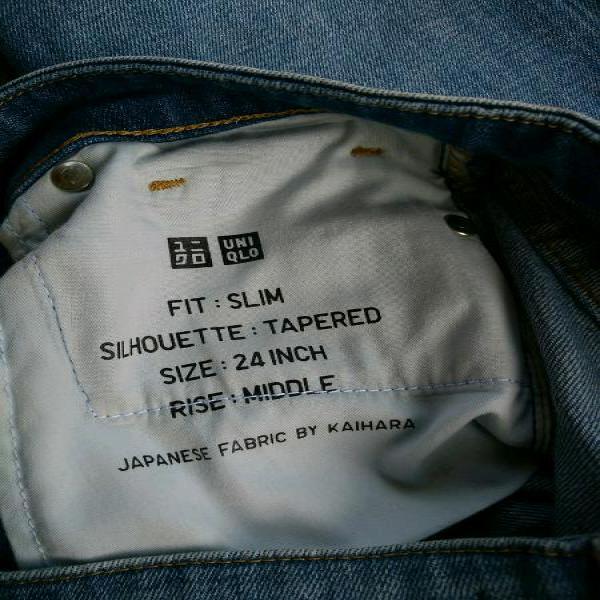 ユニ UNI
クロ QLO
FIT : SLIM
SILHOUETTE : TAPERED
SIZE : 24 INCH
RISE : MIDDLE
JAPANESE FABRIC BY KAIHARA